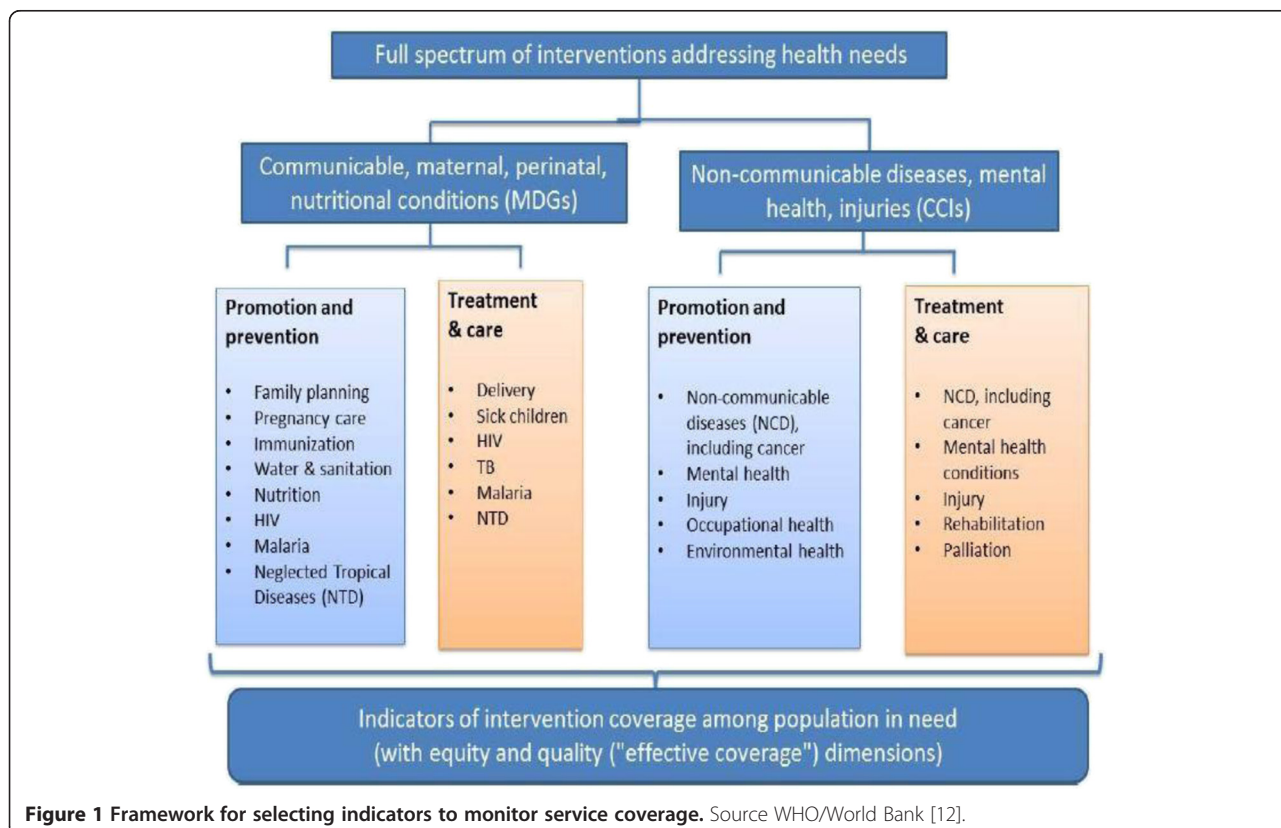 Full spectrum of interventions addressing health needs
Communicable, maternal, perinatal,
nutritional conditions (MDGs)
Non-communicable diseases, mental
health, injuries (CCIs)
Promotion and
prevention
• Family planning
• Pregnancy care
• Immunization
• Water & sanitation
• Nutrition
• HIV
• Malaria
• Neglected Tropical
Diseases (NTD)
Treatment
& care
• Delivery
• Sick children
• HIV
• TB
• Malaria
• NTD
Promotion and
prevention
• Non-communicable
diseases (NCD),
including cancer
• Mental health
• Injury
• Occupational health
• Environmental health
Treatment
& care
• NCD, including
cancer
• Mental health
conditions
• Injury
• Rehabilitation
• Palliation
Indicators of intervention coverage among population in need
(with equity and quality ("effective coverage") dimensions)
Figure 1 Framework for selecting indicators to monitor service coverage. Source WHO/World Bank [12].